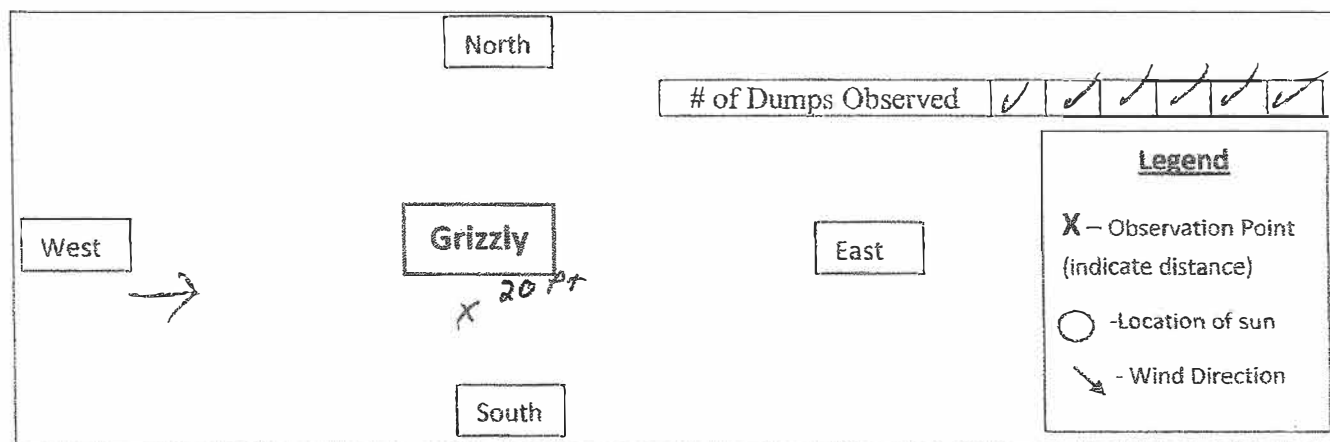 North
# of Dumps Observed ✓ ✓ ✓ ✓ ✓ ✓
Legend
X – Observation Point
(indicate distance)
-Location of sun
- Wind Direction
West
Grizzly
East
20 Ft
X
South